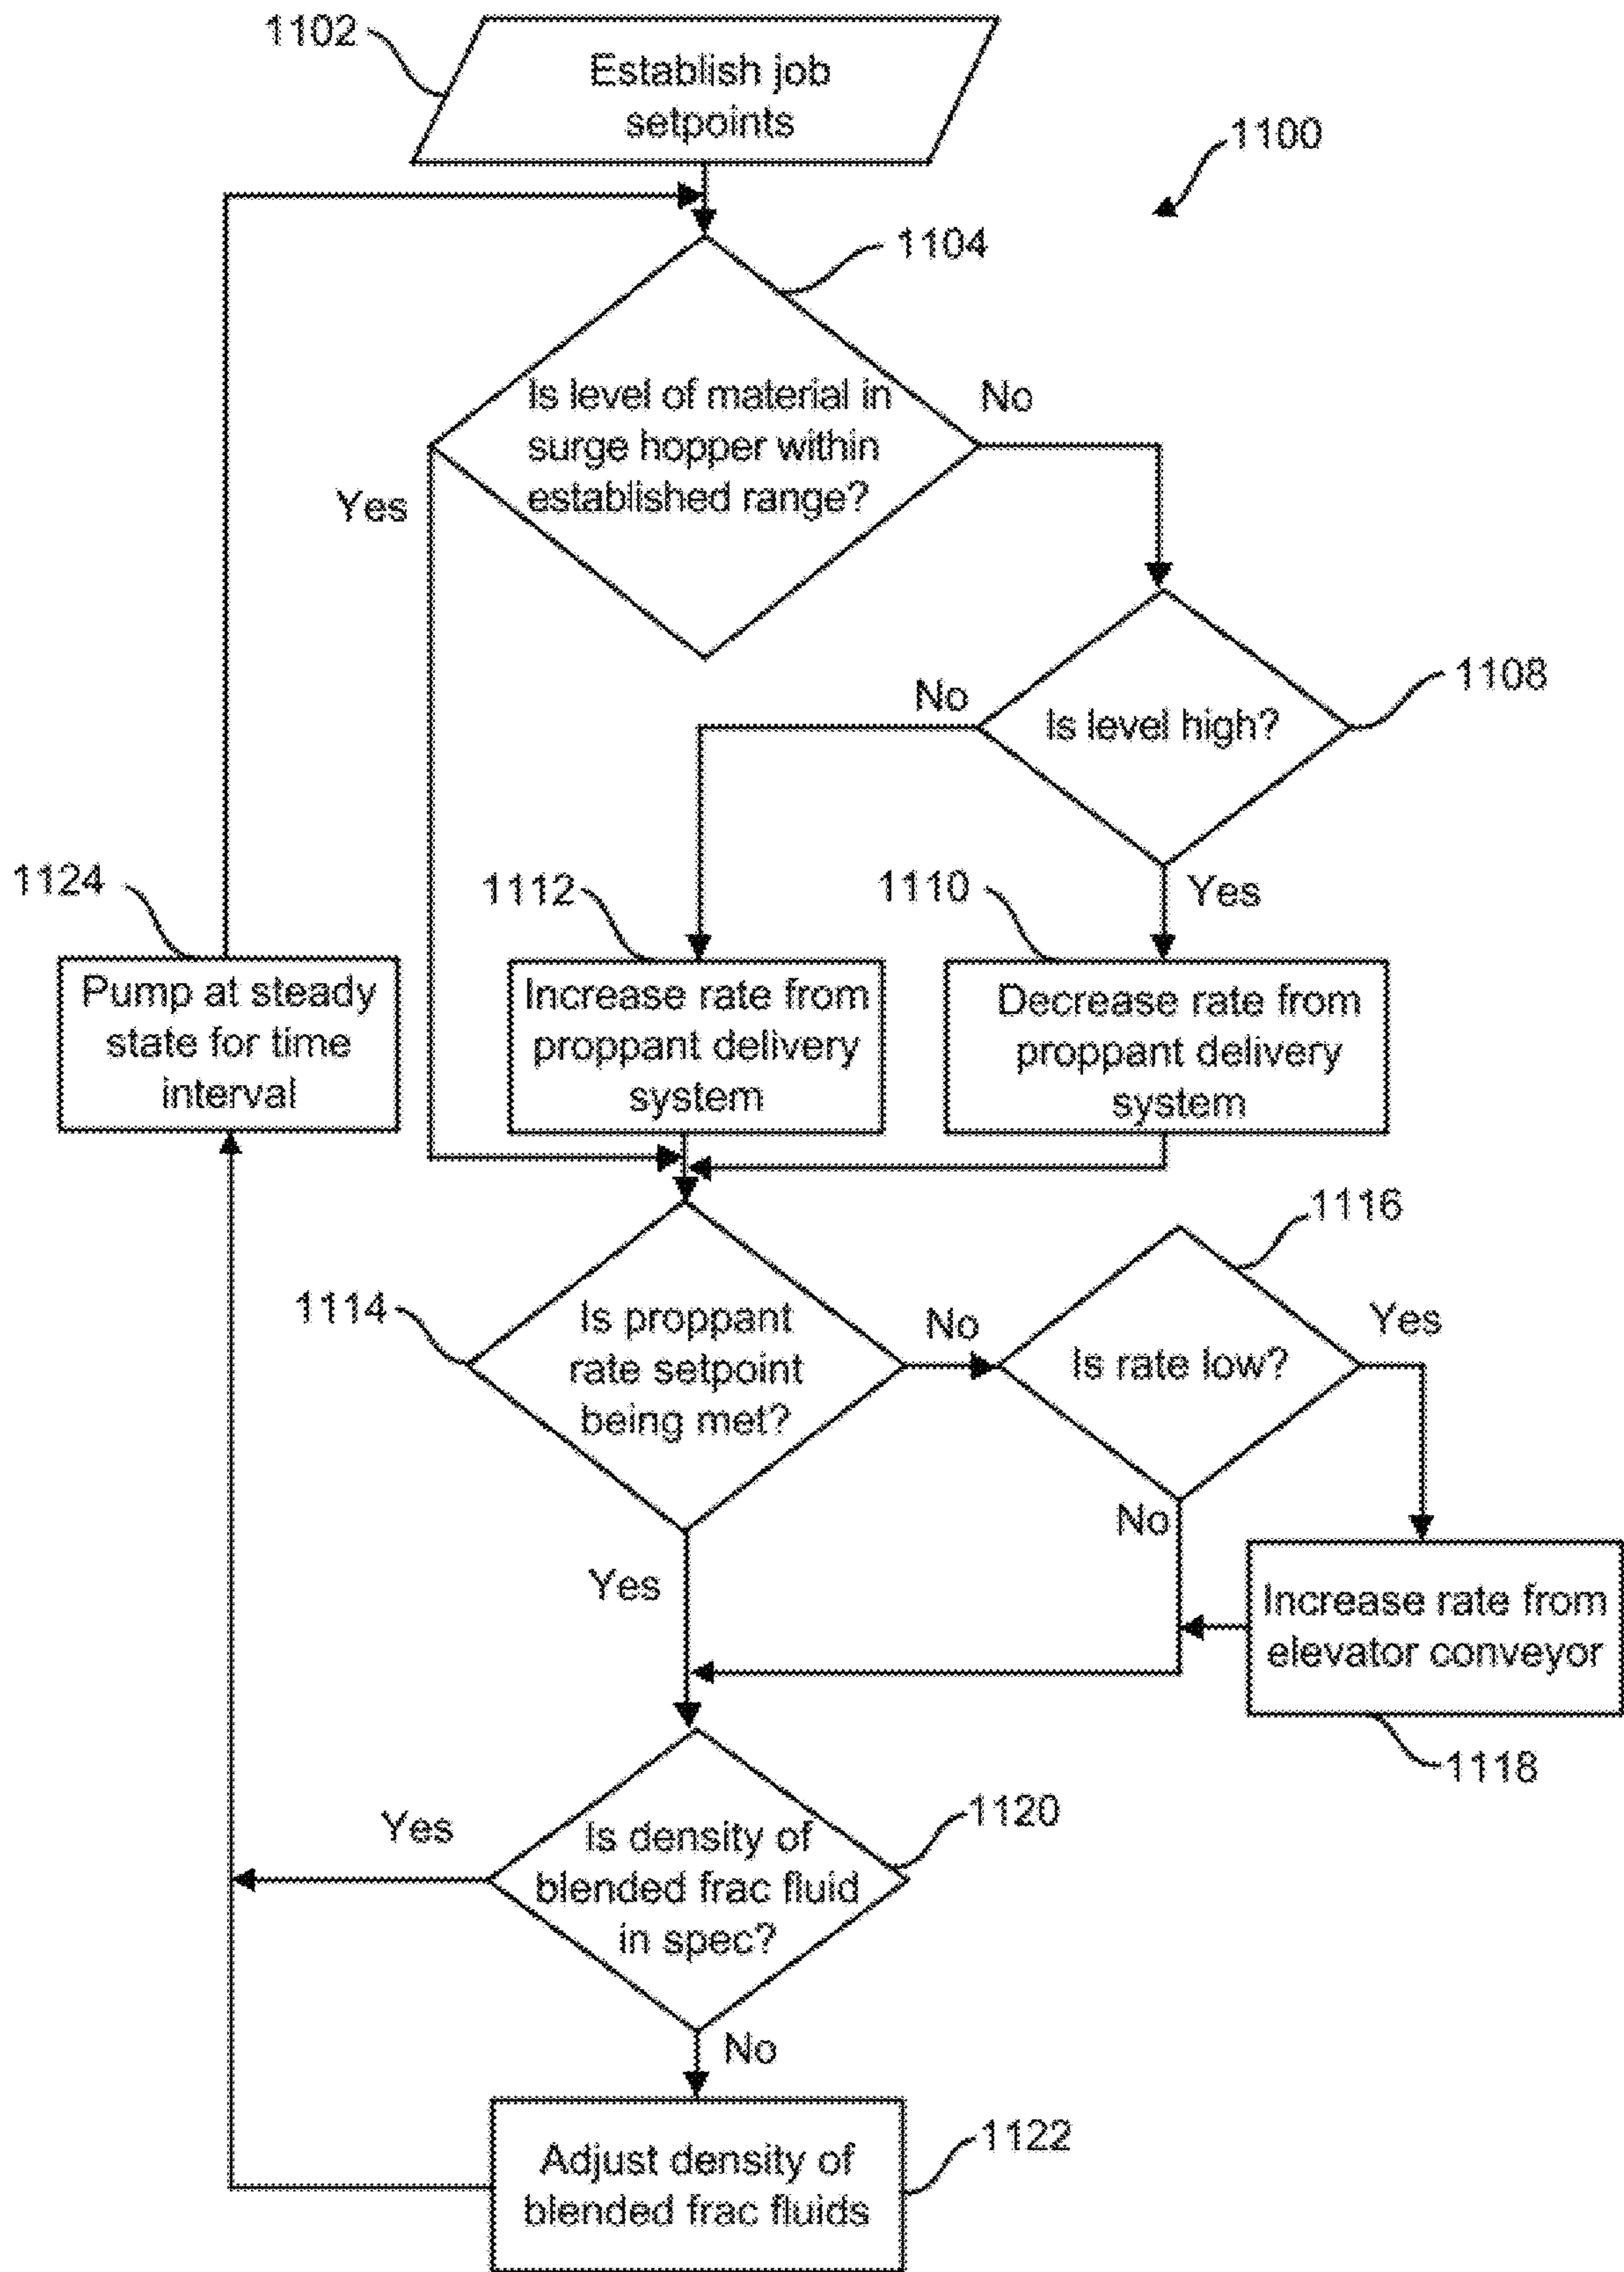 1102
Establish job
setpoints
1100
1104
Is level of material in
surge hopper within
established range?
No
Yes
1108
No
Is level high?
1124
1112
1110
Yes
Pump at steady
state for time
interval
Increase rate from
proppant delivery
system
Decrease rate from
proppant delivery
system
1116
1114
Is proppant
rate setpoint
being met?
No
Is rate low?
Yes
No
Yes
Increase rate from
elevator conveyor
1118
1120
Yes
Is density of
blended frac fluid
in spec?
No
1122
Adjust density of
blended frac fluids